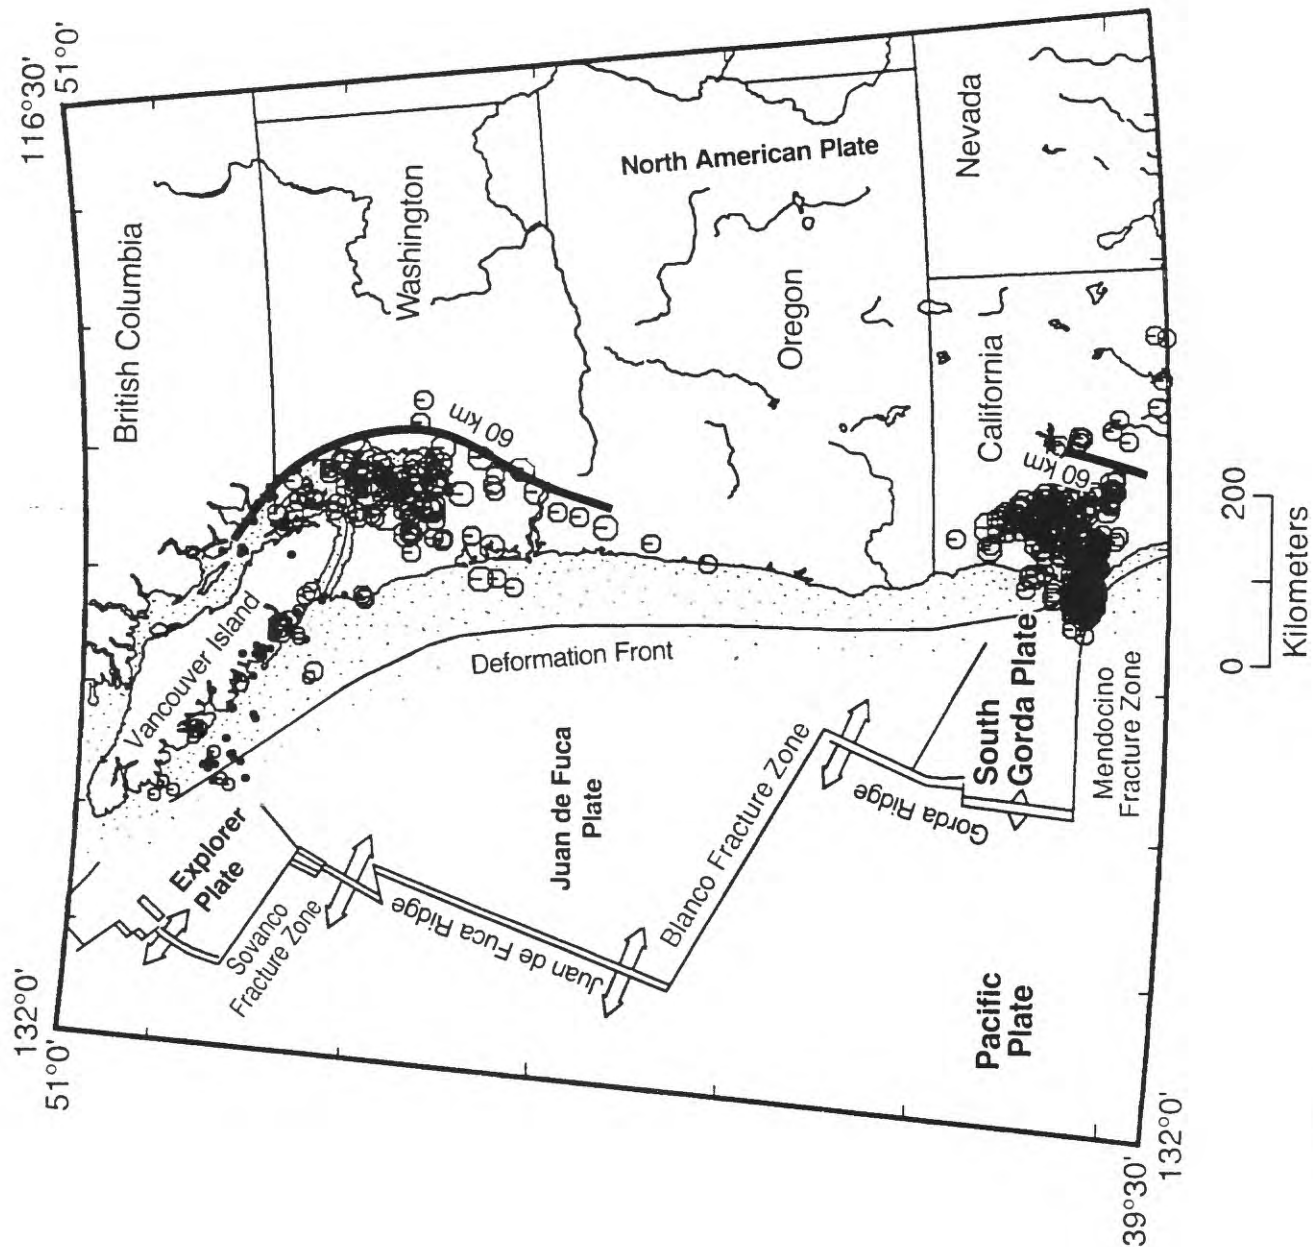 116°30'
51°0'
132°0'
51°0'
British Columbia
Vancouver Island
Washington
60 km
Explorer
Plate
Sovanco
Fracture Zone
Juan de Fuca Ridge
Juan de Fuca
Plate
Deformation Front
North American Plate
Oregon
Blanco Fracture Zone
Gorda Ridge
South
Gorda Plate
California
Nevada
60 km
Mendocino
Fracture Zone
Pacific
Plate
39°30'
132°0'
0
200
Kilometers